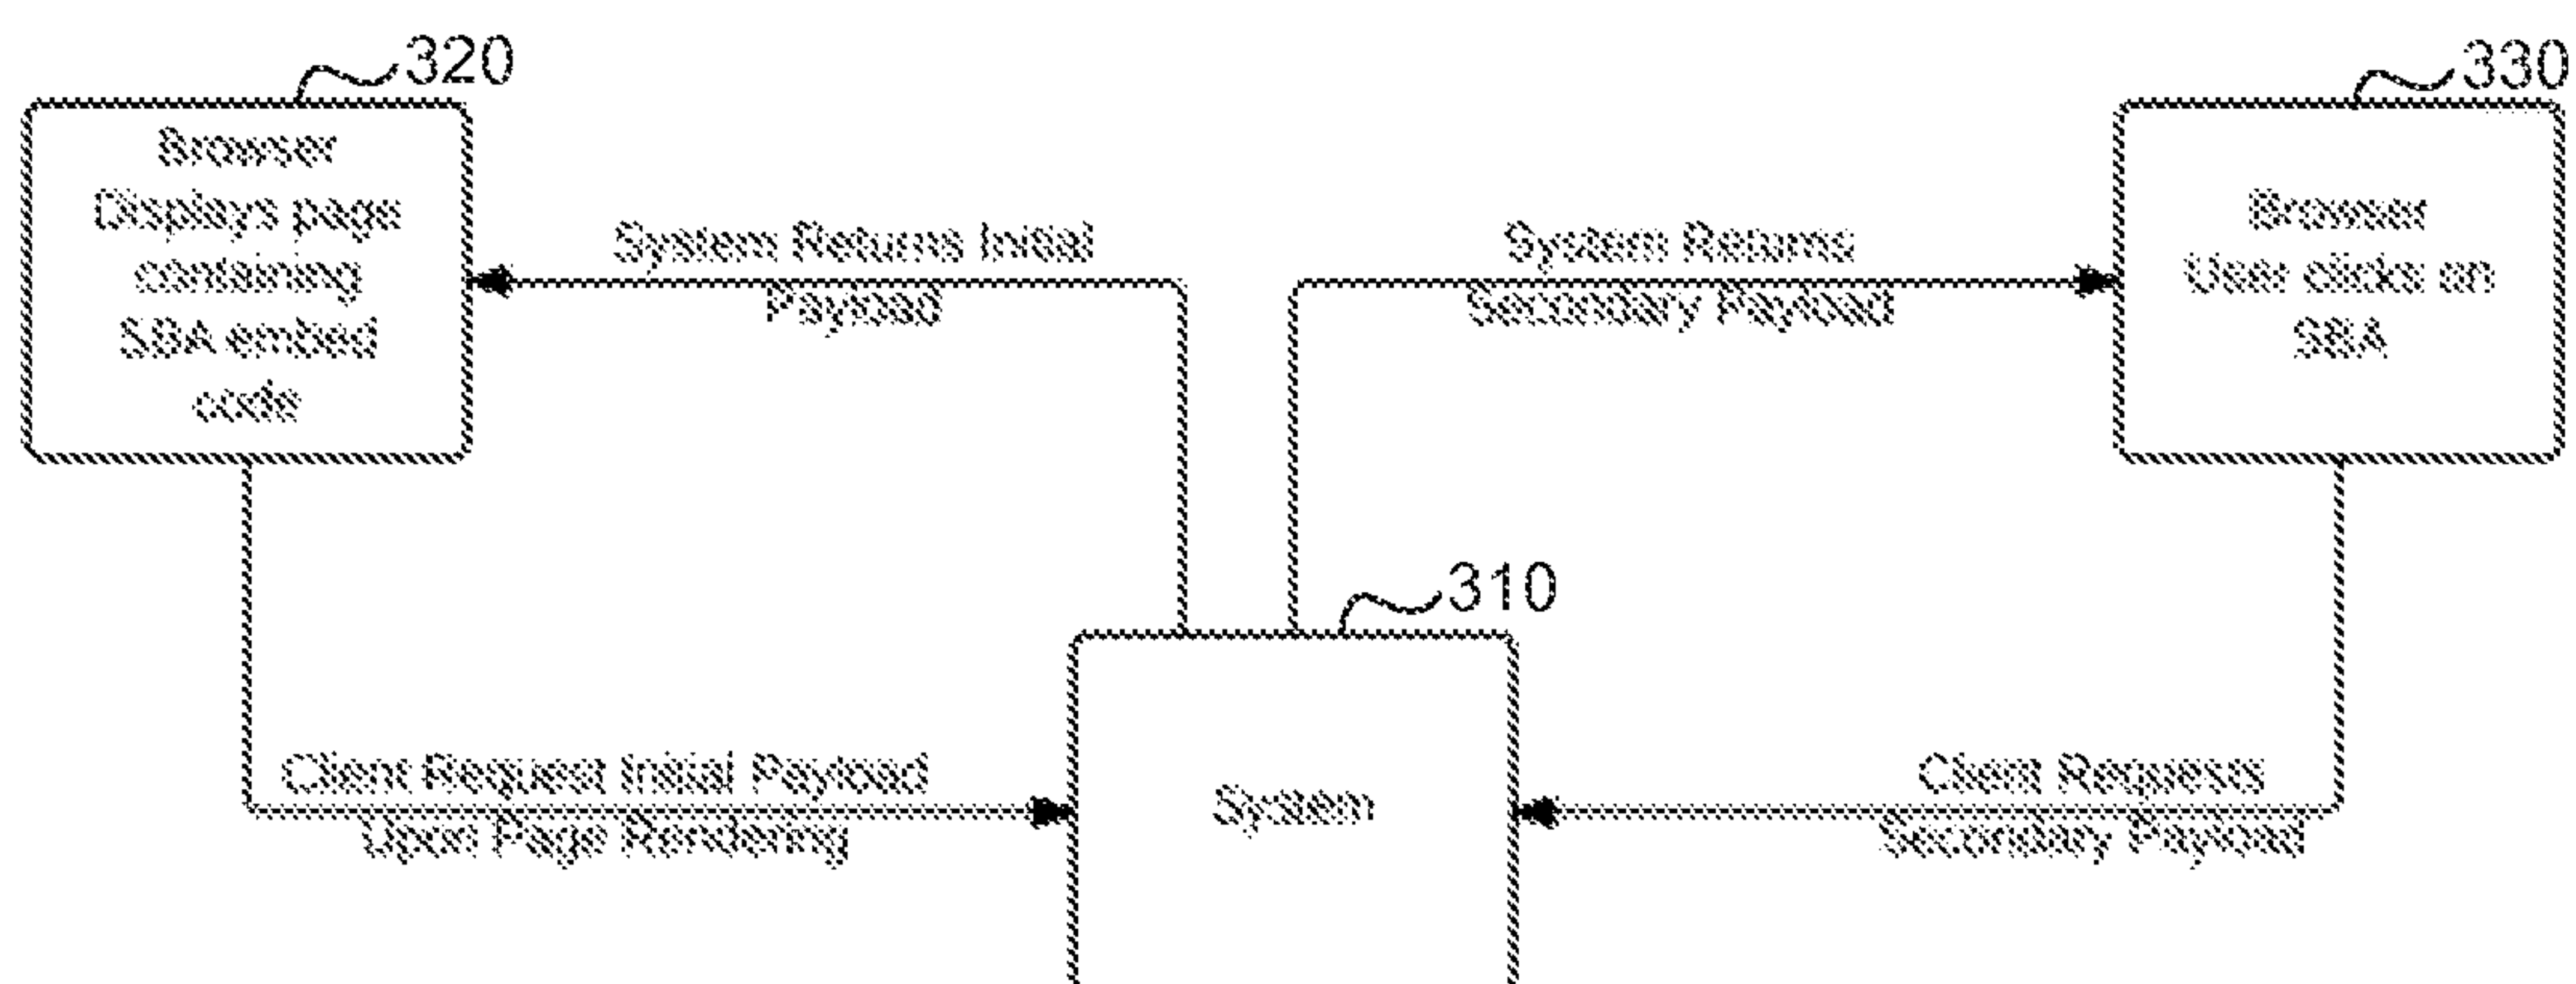 320
330
Browser
Displays page
containing
SBA embed
code
System Returns Initial
Payload
System Returns
Secondary Payload
Browser
User clicks on
SBA
310
Client Request Initial Payload
Upon Page Rendering
System
Client Requests
Secondary Payload